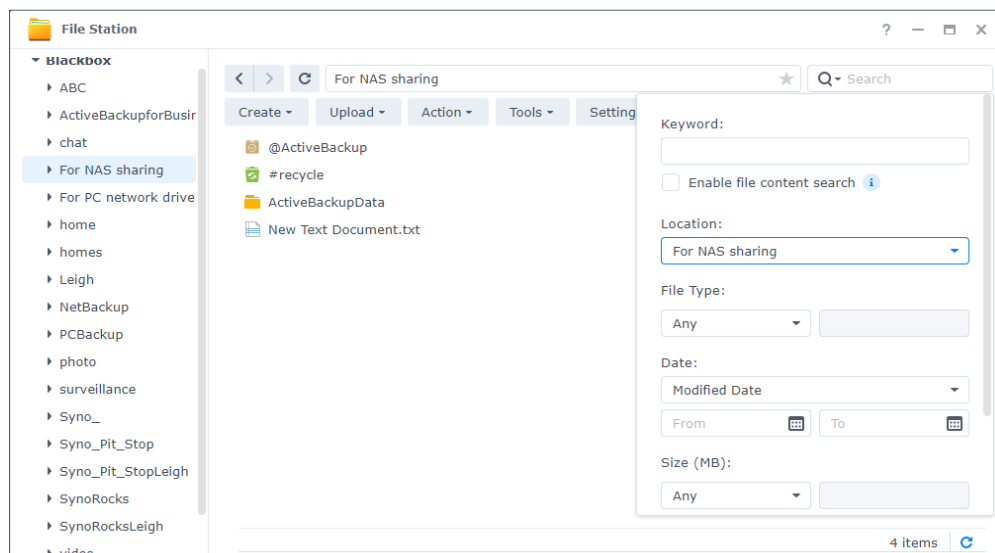 File Station
Blackbox
ABC
ActiveBackupforBusir
chat
For NAS sharing
For PC network drive
home
homes
Leigh
NetBackup
PCBackup
photo
surveillance
Syno_
Syno_Pit_Stop
Syno_Pit_StopLeigh
SynoRocks
SynoRocksLeigh
video
For NAS sharing
Search
Create
Upload
Action
Tools
Setting
@ActiveBackup
#recycle
ActiveBackupData
New Text Document.txt
Keyword:
Enable file content search
Location:
For NAS sharing
File Type:
Any
Date:
Modified Date
From
To
Size (MB):
Any
4 items